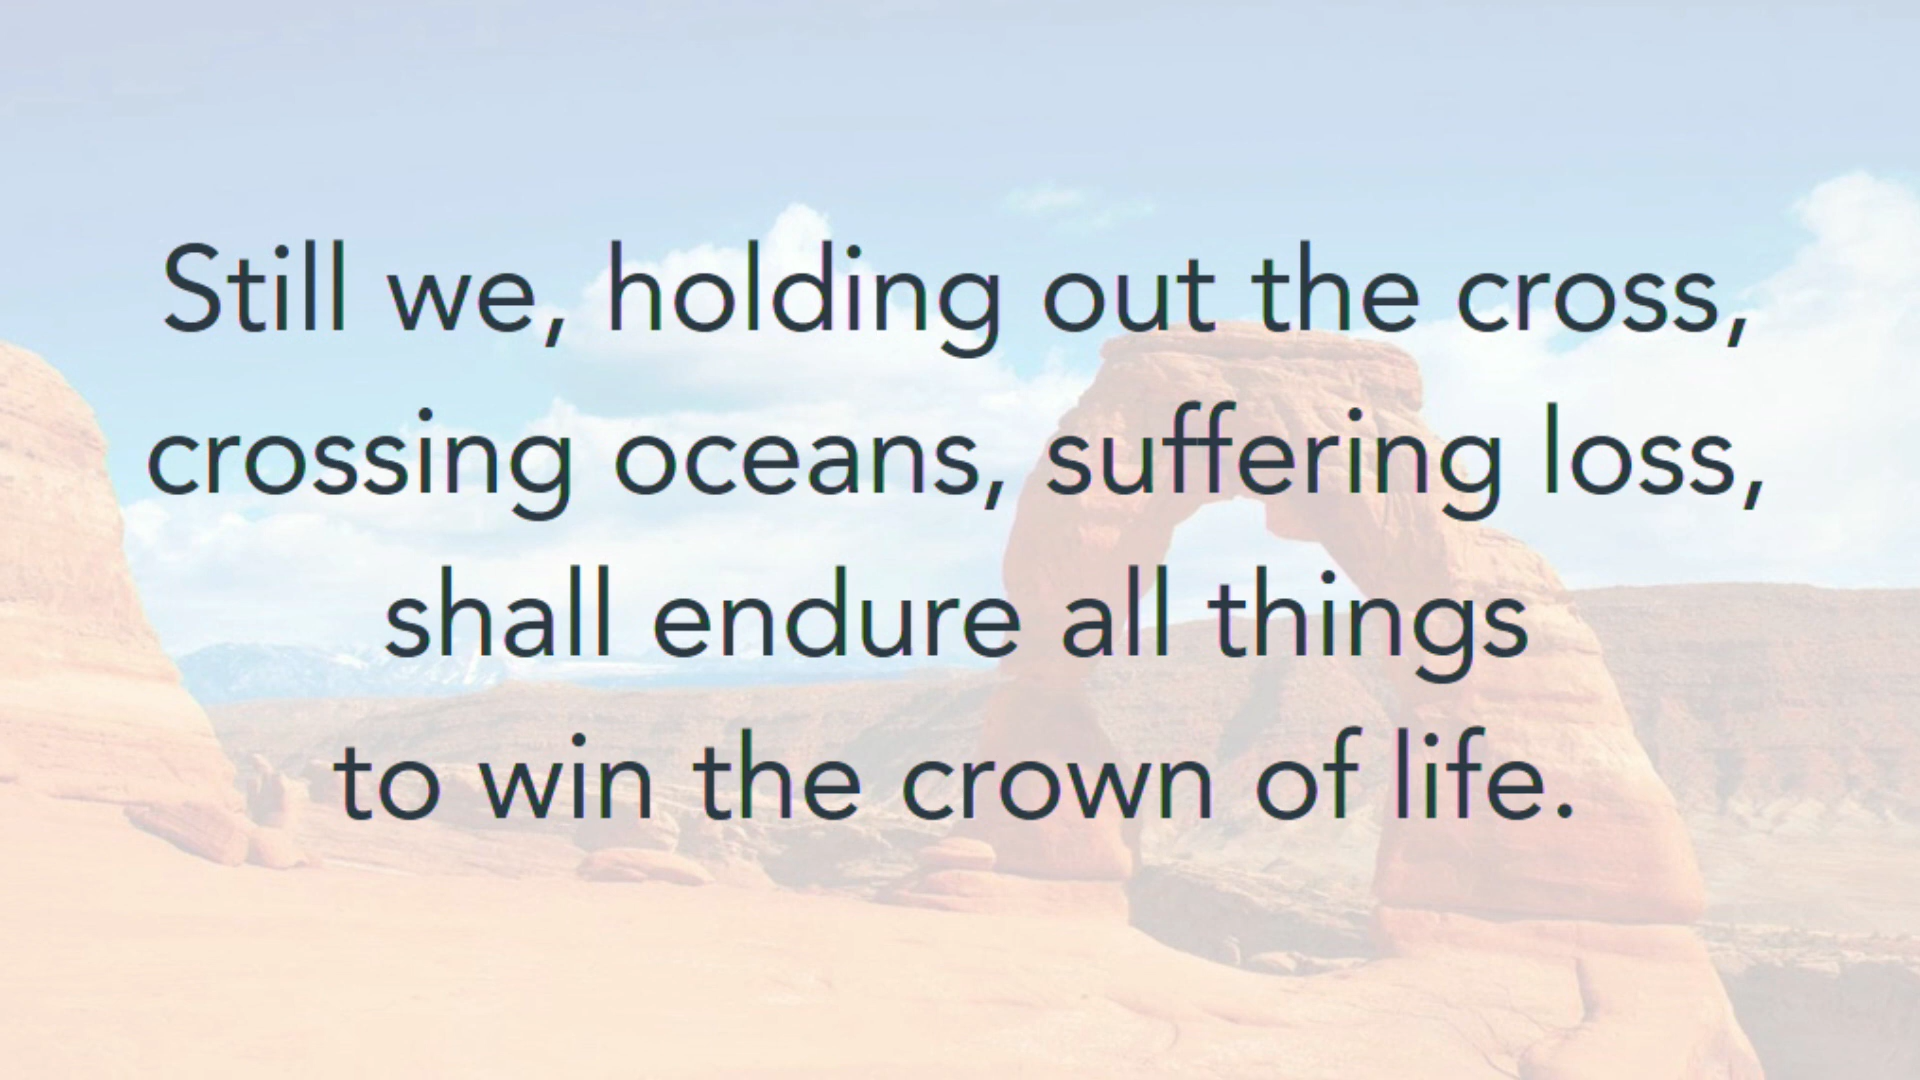 Still we, holding out the cross,
crossing oceans, suffering loss,
shall endure all things
to win the crown of life.